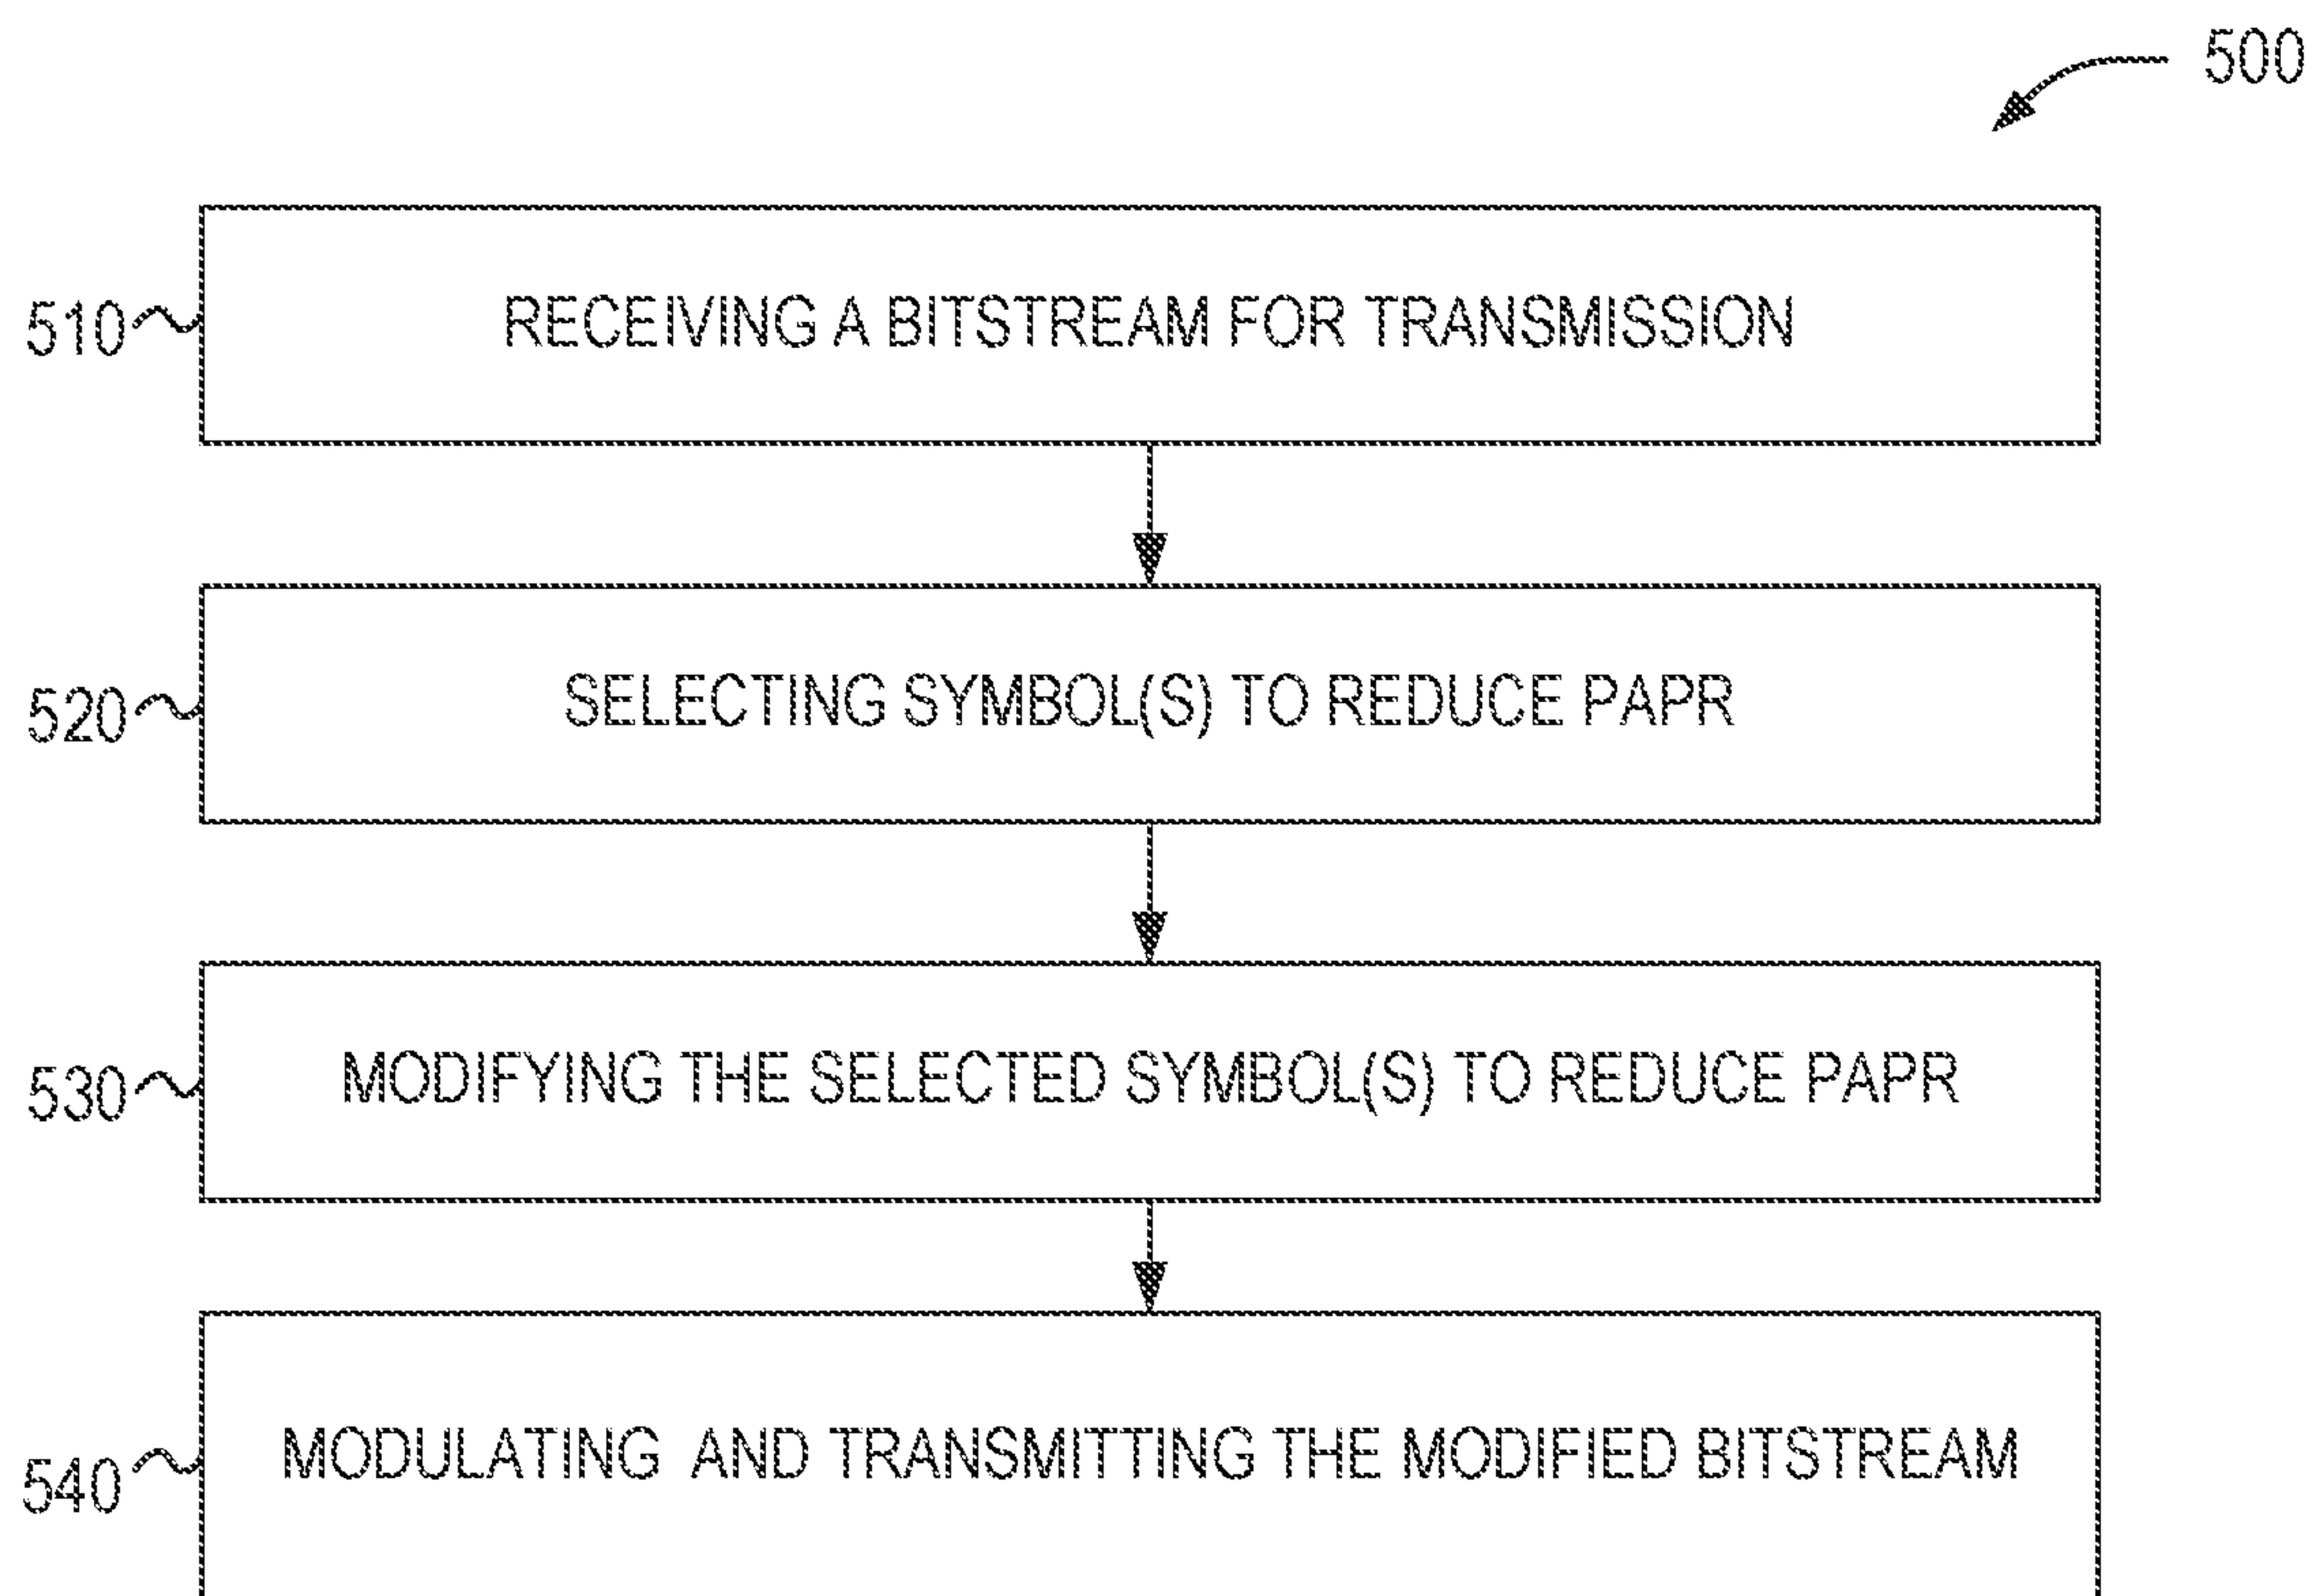 500
510
RECEIVING A BITSTREAM FOR TRANSMISSION
520
SELECTING SYMBOL(S) TO REDUCE PAPR
530
MODIFYING THE SELECTED SYMBOL(S) TO REDUCE PAPR
540
MODULATING AND TRANSMITTING THE MODIFIED BITSTREAM